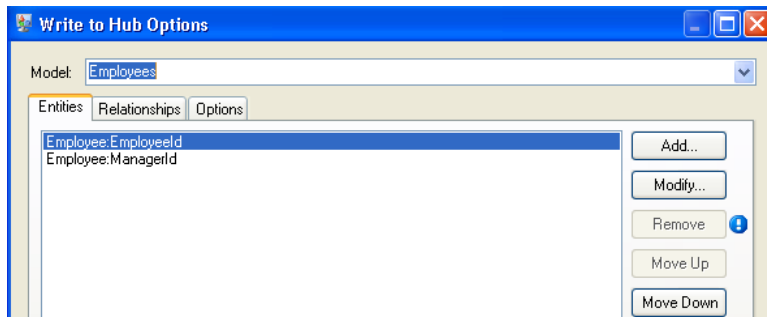 Write to Hub Options
Model: Employees
Entities Relationships Options
Employee:EmployeeId
Employee:ManagerId
Add...
Modify...
Remove
Move Up
Move Down